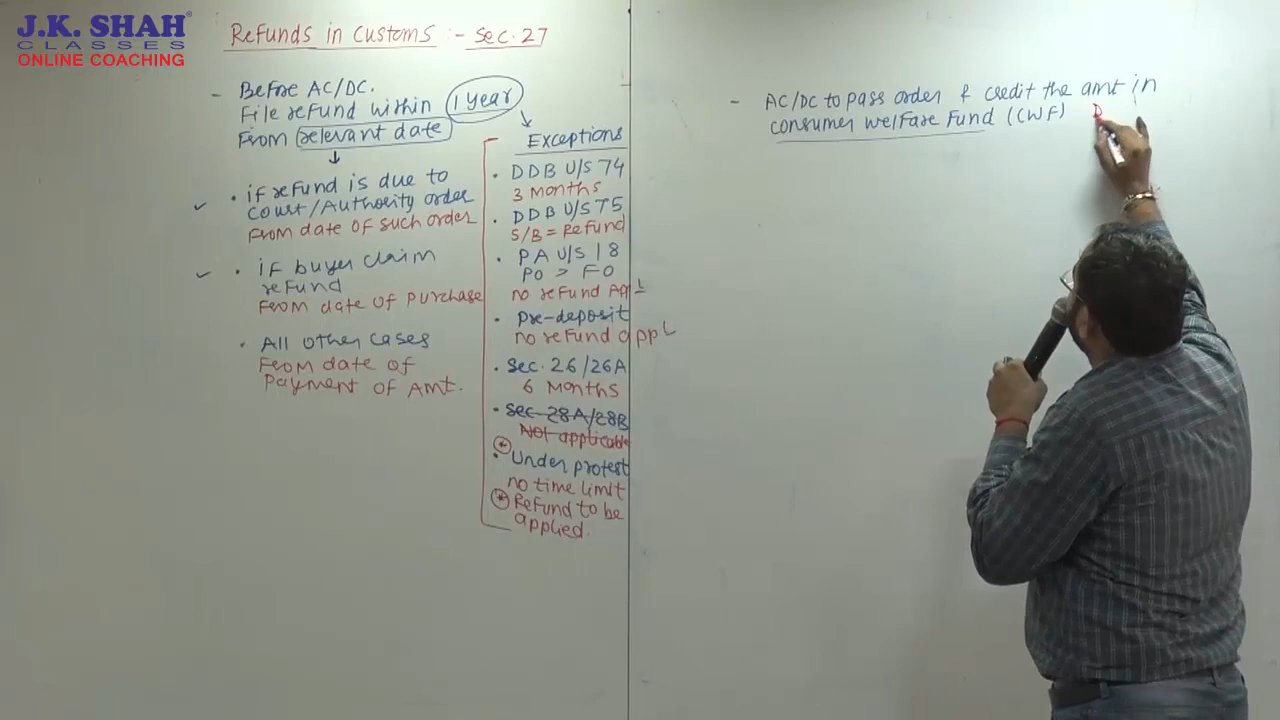 J.K. SHAH®
CLASSES
ONLINE COACHING
Refunds in customs :- sec. 27
- Before AC/DC.
File refund within 1 year
From relevant date
• if refund is due to
court/Authority order
From date of such order
• if buyer claim
refund
From date of purchase
• All other cases
From date of
Payment of Amt.
Exceptions
• DDB U/S 74
3 months
• DDB U/S 75
S/B = Refund
• PA U/S 18
PD > FD
no refund Appl
• Pre-deposit
no refund appl
• Sec. 26/26A
6 months
• Sec 28A/28B
Not applicable
• Under protest
no time limit
Refund to be
applied.
- AC/DC to pass order & credit the amt in
consumer welfare Fund (CWF)